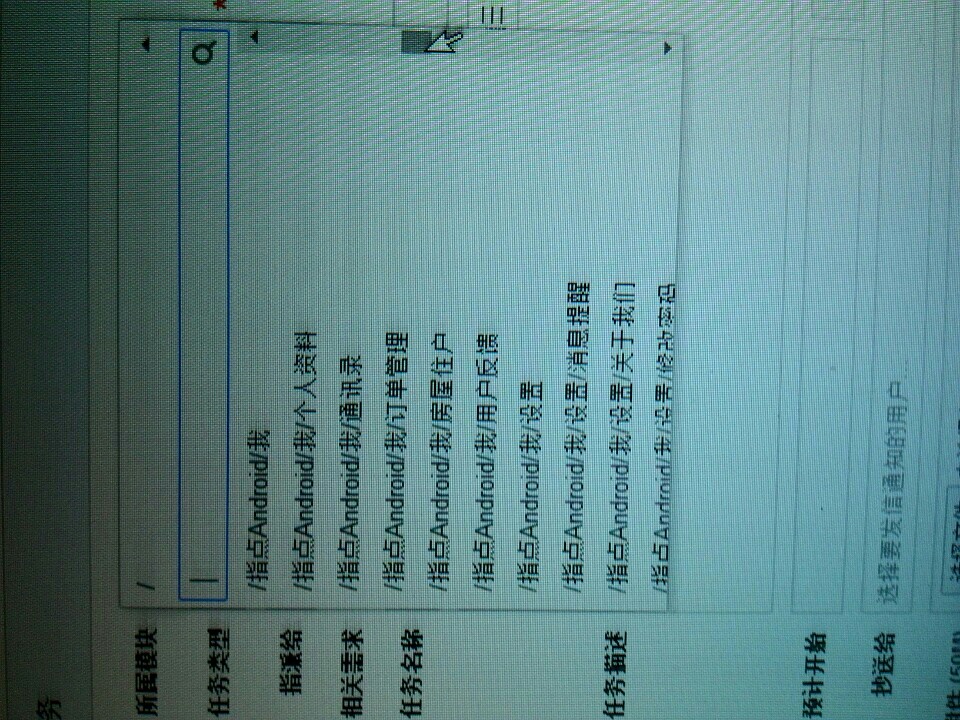 务
所属模块 /
任务类型
*
指派给
/指点Android/我
/指点Android/我/个人资料
相关需求
/指点Android/我/通讯录
/指点Android/我/订单管理
任务名称
/指点Android/我/房屋住户
/指点Android/我/用户反馈
/指点Android/我/设置
/指点Android/我/设置/消息提醒
任务描述
/指点Android/我/设置/关于我们
/指点Android/我/设置/修改密码
预计开始
抄送给
选择要发信通知的用户...
附件(50M)
选择文件